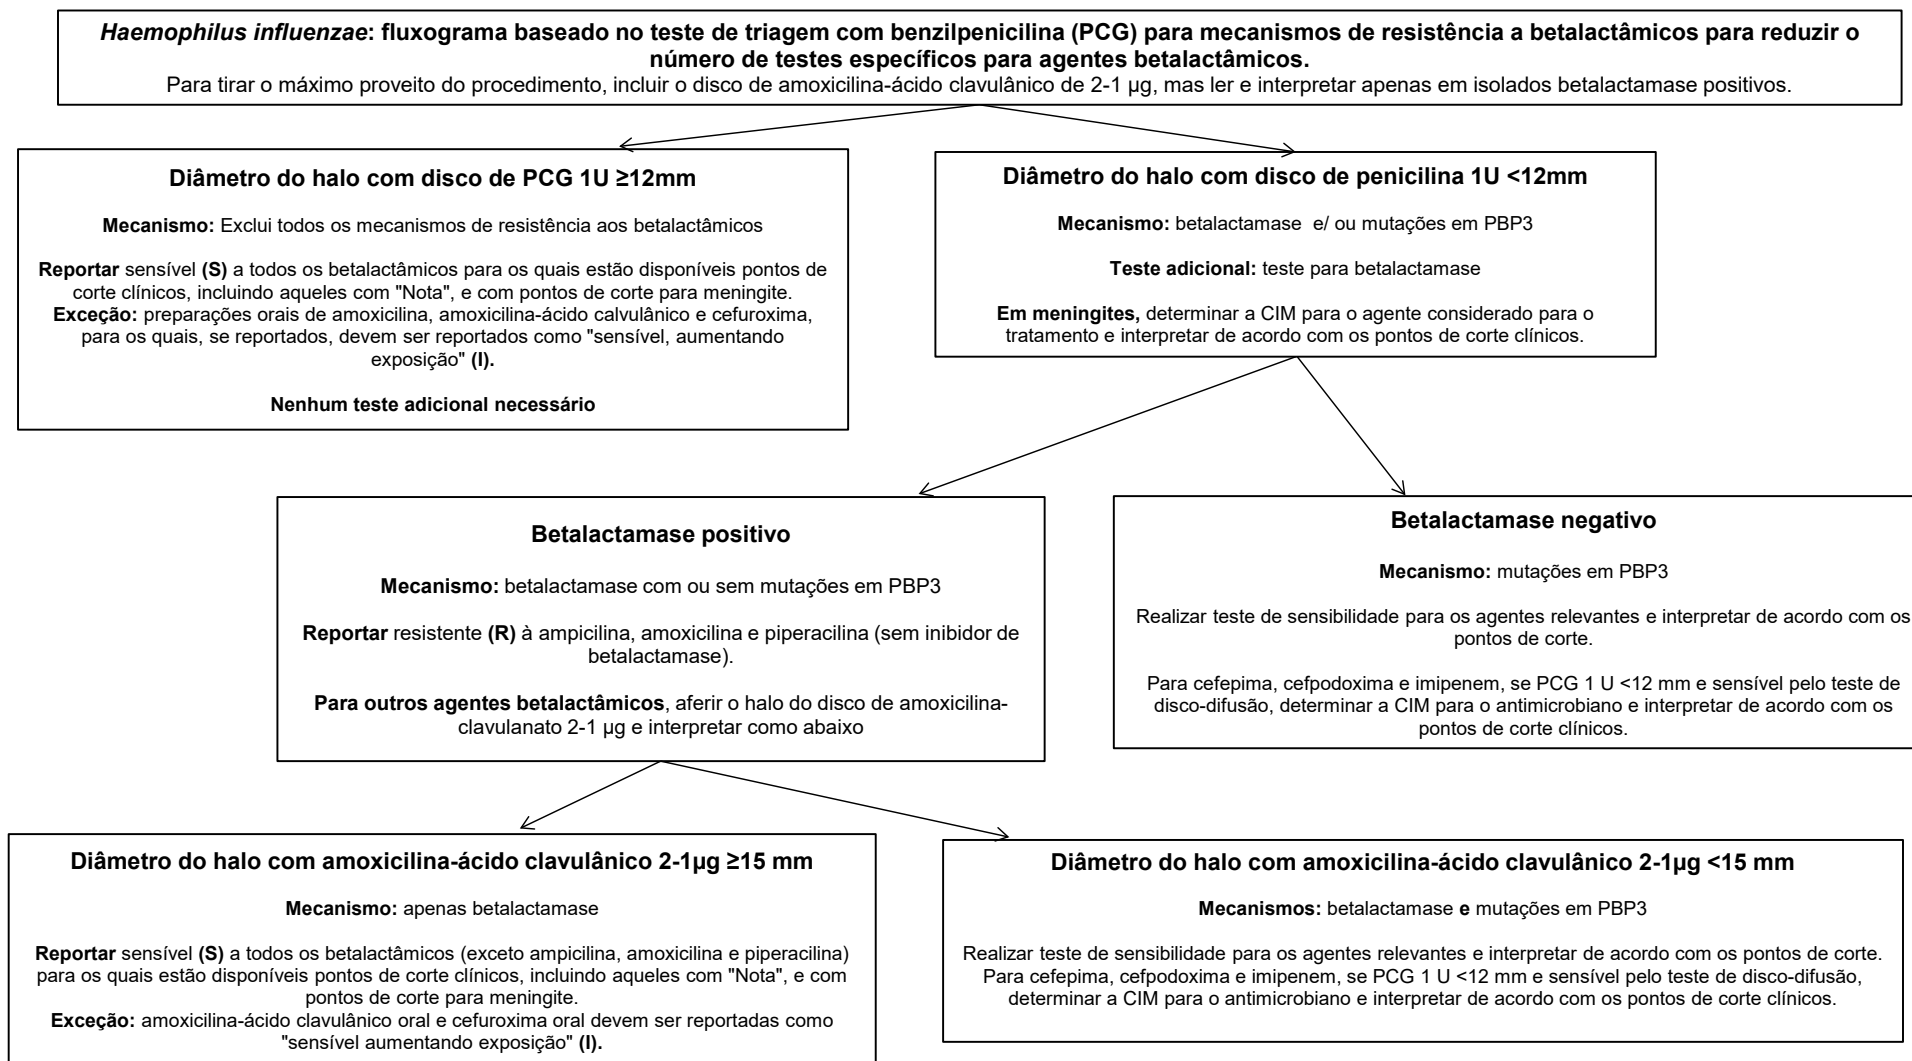 Haemophilus influenzae: fluxograma baseado no teste de triagem com benzilpenicilina (PCG) para mecanismos de resistência a betalactâmicos para reduzir o
número de testes específicos para agentes betalactâmicos.
Para tirar o máximo proveito do procedimento, incluir o disco de amoxicilina-ácido clavulânico de 2-1 µg, mas ler e interpretar apenas em isolados betalactamase positivos.
Diâmetro do halo com disco de PCG 1U ≥12mm
Mecanismo: Exclui todos os mecanismos de resistência aos betalactâmicos
Reportar sensível (S) a todos os betalactâmicos para os quais estão disponíveis pontos de
corte clínicos, incluindo aqueles com "Nota", e com pontos de corte para meningite.
Exceção: preparações orais de amoxicilina, amoxicilina-ácido calvulânico e cefuroxima,
para os quais, se reportados, devem ser reportados como "sensível, aumentando
exposição" (I).
Nenhum teste adicional necessário
Diâmetro do halo com disco de penicilina 1U <12mm
Mecanismo: betalactamase e/ ou mutações em PBP3
Teste adicional: teste para betalactamase
Em meningites, determinar a CIM para o agente considerado para o
tratamento e interpretar de acordo com os pontos de corte clínicos.
Betalactamase positivo
Mecanismo: betalactamase com ou sem mutações em PBP3
Reportar resistente (R) à ampicilina, amoxicilina e piperacilina (sem inibidor de
betalactamase).
Para outros agentes betalactâmicos, aferir o halo do disco de amoxicilina-
clavulanato 2-1 µg e interpretar como abaixo
Betalactamase negativo
Mecanismo: mutações em PBP3
Realizar teste de sensibilidade para os agentes relevantes e interpretar de acordo com os
pontos de corte.
Para cefepima, cefpodoxima e imipenem, se PCG 1 U <12 mm e sensível pelo teste de
disco-difusão, determinar a CIM para o antimicrobiano e interpretar de acordo com os
pontos de corte clínicos.
Diâmetro do halo com amoxicilina-ácido clavulânico 2-1µg ≥15 mm
Mecanismo: apenas betalactamase
Reportar sensível (S) a todos os betalactâmicos (exceto ampicilina, amoxicilina e piperacilina)
para os quais estão disponíveis pontos de corte clínicos, incluindo aqueles com "Nota", e com
pontos de corte para meningite.
Exceção: amoxicilina-ácido clavulânico oral e cefuroxima oral devem ser reportadas como
"sensível aumentando exposição" (I).
Diâmetro do halo com amoxicilina-ácido clavulânico 2-1µg <15 mm
Mecanismos: betalactamase e mutações em PBP3
Realizar teste de sensibilidade para os agentes relevantes e interpretar de acordo com os pontos de corte.
Para cefepima, cefpodoxima e imipenem, se PCG 1 U <12 mm e sensível pelo teste de disco-difusão,
determinar a CIM para o antimicrobiano e interpretar de acordo com os pontos de corte clínicos.